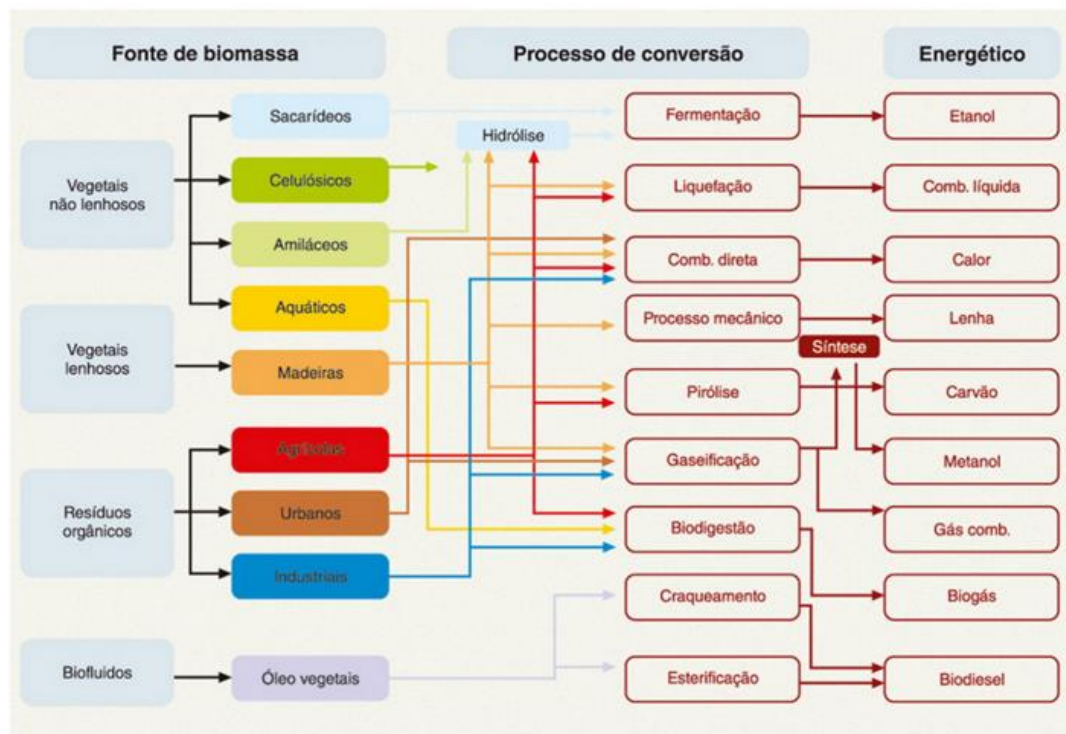 Fonte de biomassa
Processo de conversão
Energético
Vegetais
não lenhosos
Vegetais
lenhosos
Resíduos
orgânicos
Biofluidos
Sacarídeos
Celulósicos
Amiláceos
Aquáticos
Madeiras
Agrícolas
Urbanos
Industriais
Óleo vegetais
Hidrólise
Fermentação
Liquefação
Comb. direta
Processo mecânico
Pirólise
Gaseificação
Biodigestão
Craqueamento
Esterificação
Síntese
Etanol
Comb. líquida
Calor
Lenha
Carvão
Metanol
Gás comb.
Biogás
Biodiesel